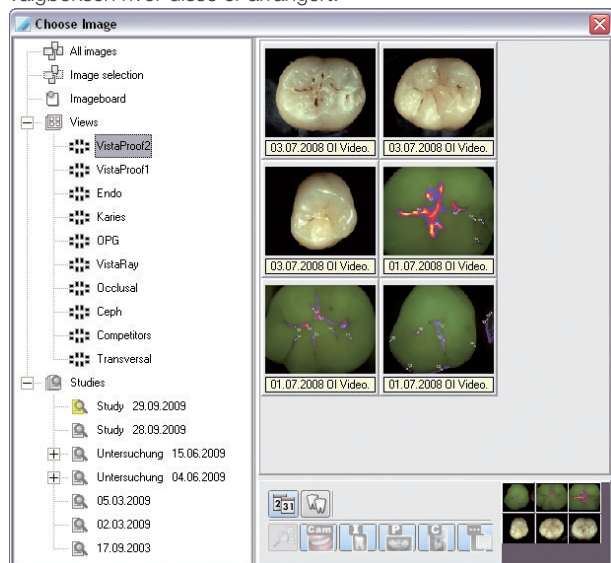 Choose Image
All images
Image selection
Imageboard
Views
VistaProof2
VistaProof1
Endo
Karies
OPG
VistaRay
Occlusal
Ceph
Competitors
Transversal
Studies
Study 29.09.2009
Study 28.09.2009
Untersuchung 15.06.2009
Untersuchung 04.06.2009
05.03.2009
02.03.2009
17.09.2003
03.07.2008 OI Video.
03.07.2008 OI Video.
03.07.2008 OI Video.
01.07.2008 OI Video.
01.07.2008 OI Video.
01.07.2008 OI Video.
2 31
Cam
I
P
C